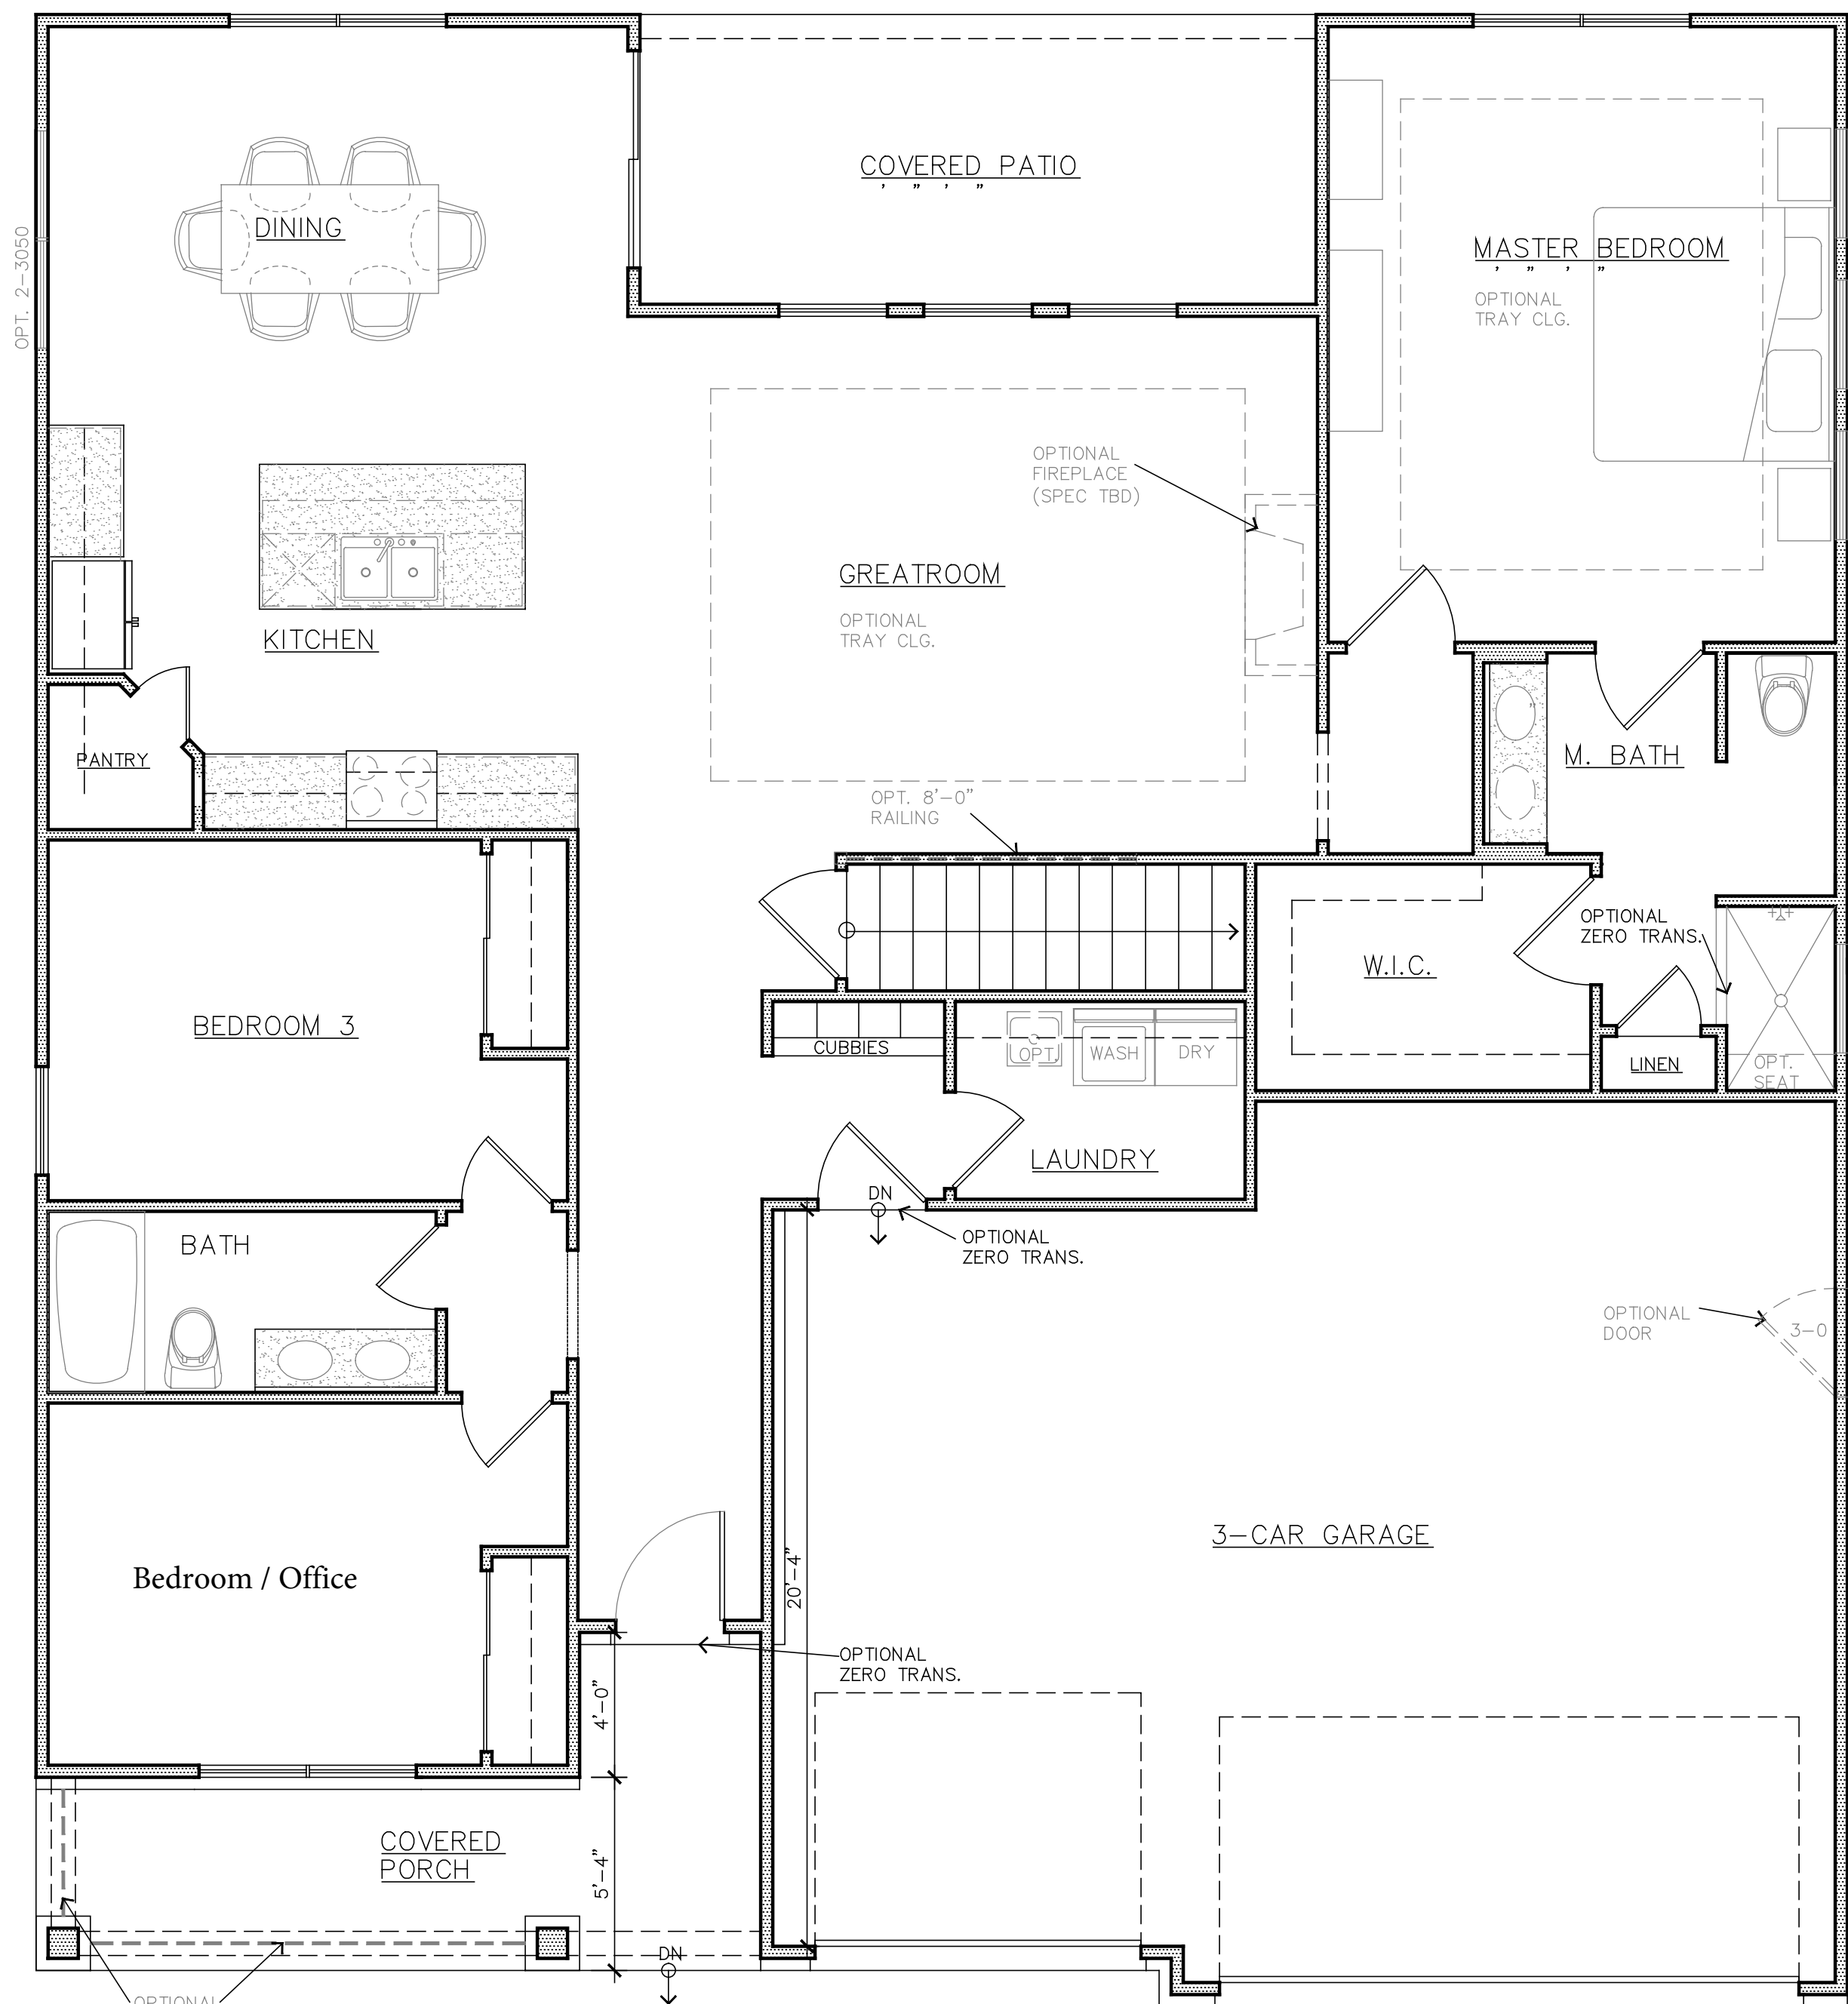 COVERED PATIO
' " ' "
DINING
OPT. 2-3050
MASTER BEDROOM
' " ' "
OPTIONAL
TRAY CLG.
OPTIONAL
FIREPLACE
(SPEC TBD)
GREATROOM
OPTIONAL
TRAY CLG.
KITCHEN
PANTRY
M. BATH
"
OPT. 8'-0"
RAILING
BEDROOM 3
W.I.C.
OPTIONAL
ZERO TRANS.
CUBBIES
OPT.
WASH
DRY
LINEN
OPT.
SEAT
LAUNDRY
DN
OPTIONAL
ZERO TRANS.
BATH
OPTIONAL
DOOR
3-0
3-CAR GARAGE
Bedroom / Office
20'-4"
OPTIONAL
ZERO TRANS.
4'-0"
COVERED
PORCH
5'-4"
DN
OPTIONAL